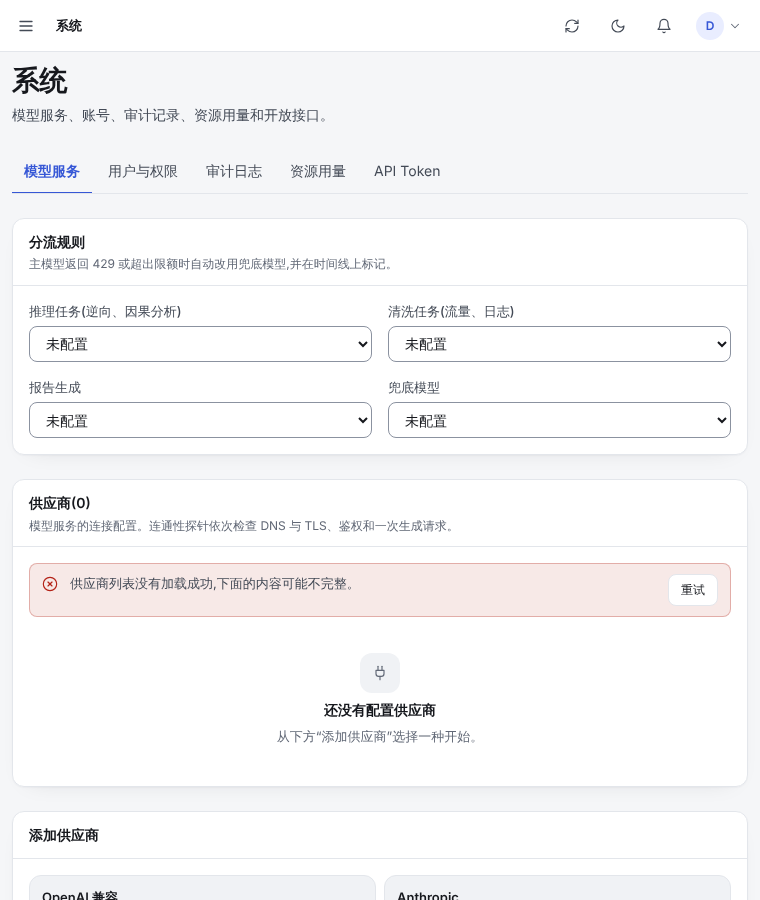 系统
D
系统
模型服务、账号、审计记录、资源用量和开放接口。
模型服务
用户与权限
审计日志
资源用量
API Token
分流规则
主模型返回 429 或超出限额时自动改用兜底模型,并在时间线上标记。
推理任务(逆向、因果分析)
清洗任务(流量、日志)
未配置
未配置
报告生成
兜底模型
未配置
未配置
供应商(0)
模型服务的连接配置。连通性探针依次检查 DNS 与 TLS、鉴权和一次生成请求。
供应商列表没有加载成功,下面的内容可能不完整。
重试
还没有配置供应商
从下方“添加供应商”选择一种开始。
添加供应商
OpenAI 兼容
Anthropic